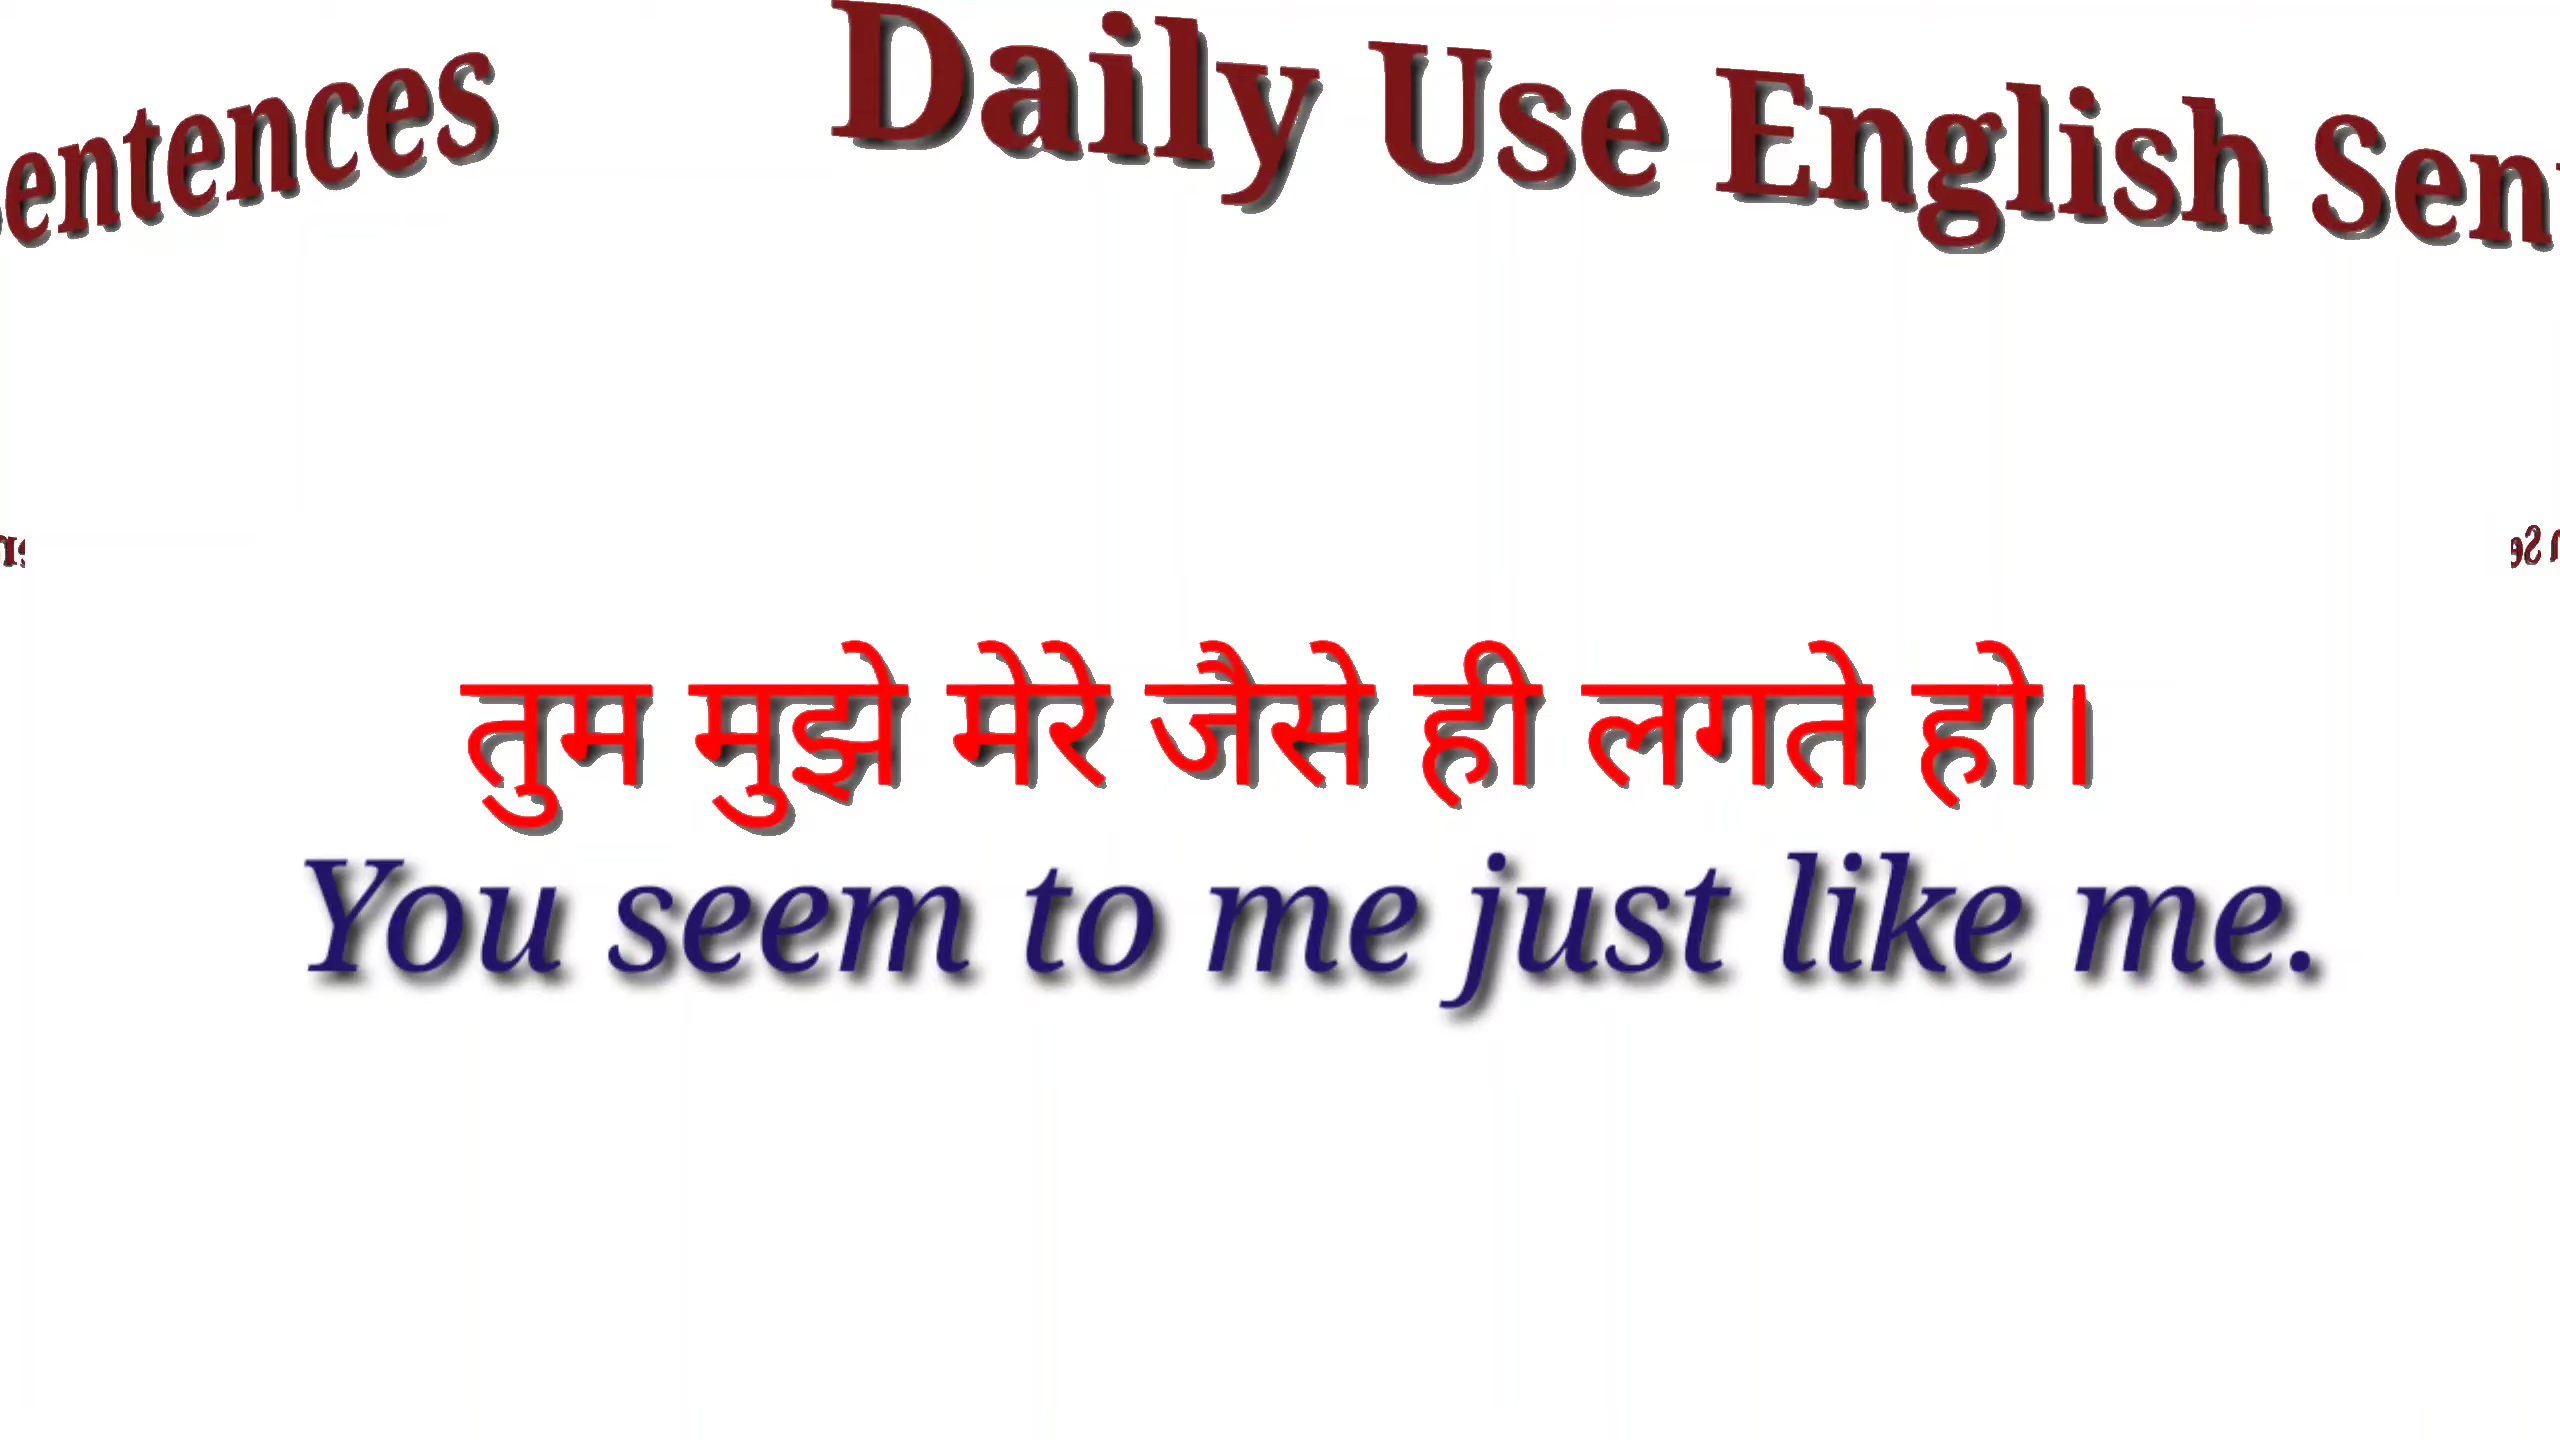 entences Daily Use English Sen
तुम मुझे मेरे जैसे ही लगते हो।
You seem to me just like me.